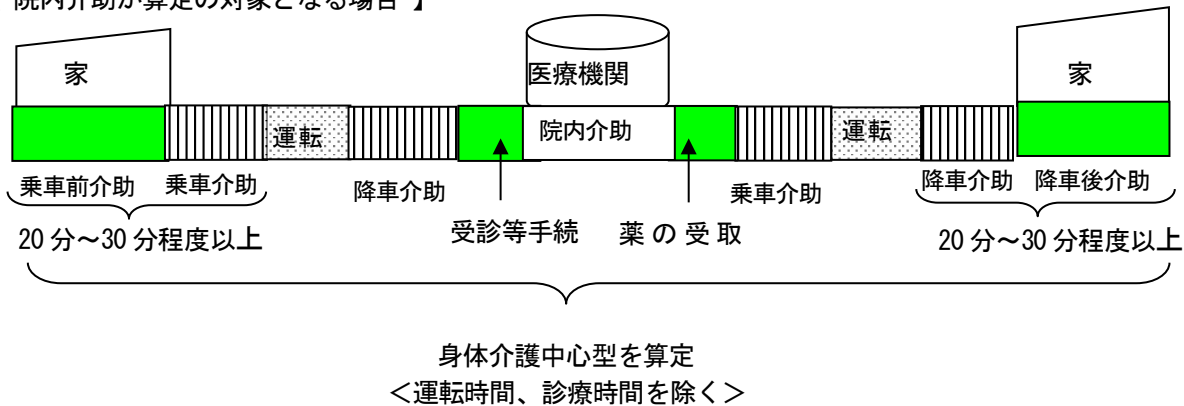 院内介助が算定の対象となる場合 】
家
医療機関
家
運転
院内介助
運転
乗車前介助
乗車介助
降車介助
乗車介助
降車介助
降車後介助
受診等手続
薬の受取
20分～30分程度以上
20分～30分程度以上
身体介護中心型を算定
＜運転時間、診療時間を除く＞